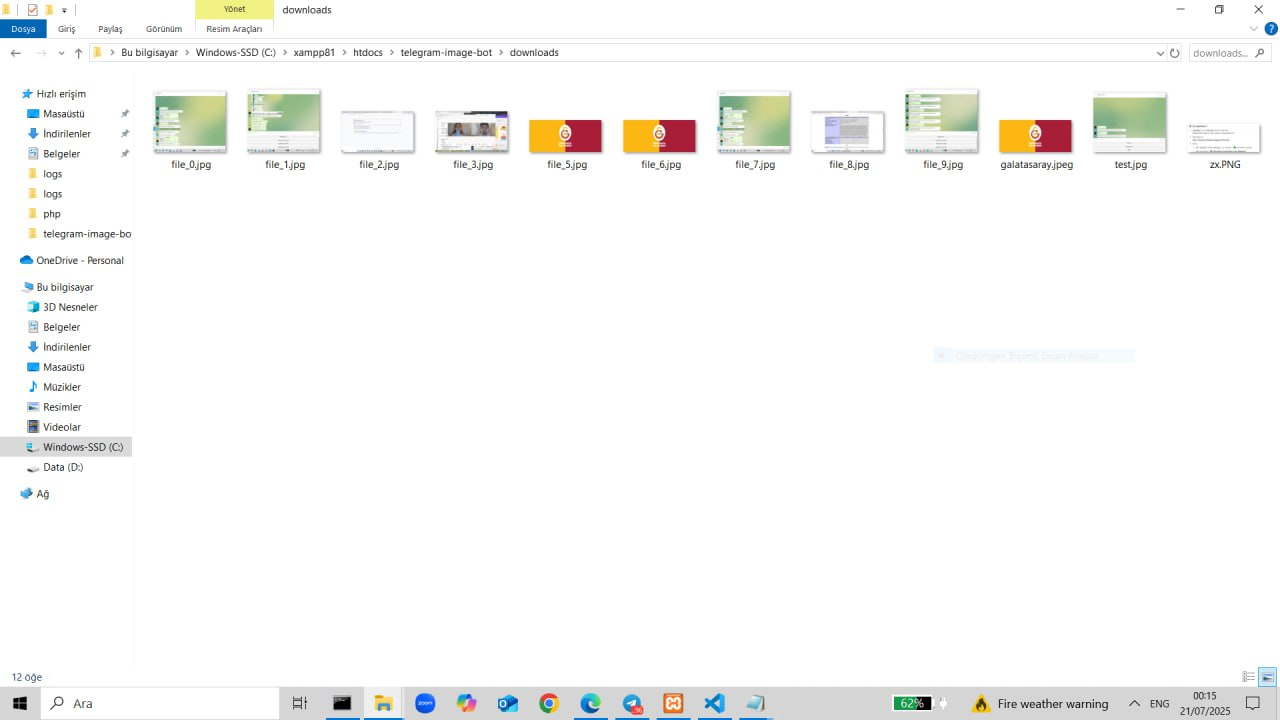 Yönet
downloads
Dosya
Giriş
Paylaş
Görünüm
Resim Araçları
Bu bilgisayar
Windows-SSD (C:)
xampp81
htdocs
telegram-image-bot
downloads
downloads...
Hızlı erişim
Masaüstü
İndirilenler
Belgeler
logs
logs
php
telegram-image-bo
OneDrive - Personal
Bu bilgisayar
3D Nesneler
Belgeler
İndirilenler
Masaüstü
Müzikler
Resimler
Videolar
Windows-SSD (C:)
Data (D:)
Ağ
file_0.jpg
file_1.jpg
file_2.jpg
file_3.jpg
file_5.jpg
file_6.jpg
file_7.jpg
file_8.jpg
file_9.jpg
galatasaray.jpeg
test.jpg
zx.PNG
Dikdörtgen Biçimli Ekran Alıntısı
12 öğe
Ara
zoom
62%
Fire weather warning
ENG
00:15
21/07/2025